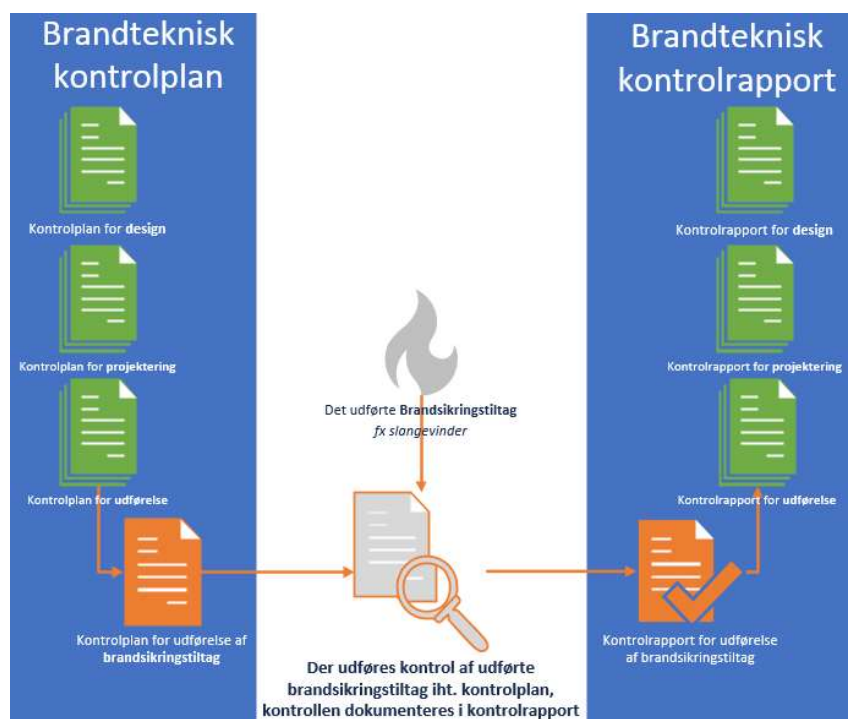 Brandteknisk
kontrolplan
Kontrolplan for design
Kontrolplan for projektering
Kontrolplan for udførelse
Kontrolplan for udførelse af
brandsikringstiltag
Det udførte Brandsikringstiltag
fx slangevinder
Der udføres kontrol af udførte
brandsikringstiltag iht. kontrolplan,
kontrollen dokumenteres i kontrolrapport
Brandteknisk
kontrolrapport
Kontrolrapport for design
Kontrolrapport for projektering
Kontrolrapport for udførelse
Kontrolrapport for udførelse
af brandsikringstiltag